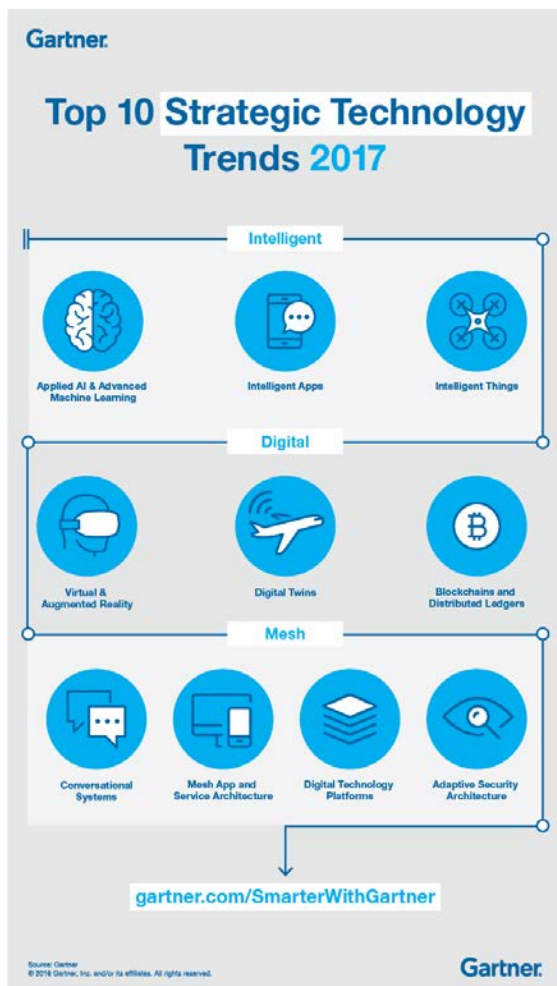 Gartner.
Top 10 Strategic Technology
Trends 2017
Intelligent
Applied AI & Advanced
Machine Learning
Intelligent Apps
Intelligent Things
Digital
Virtual &
Augmented Reality
Digital Twins
Blockchains and
Distributed Ledgers
Mesh
Conversational
Systems
Mesh App and
Service Architecture
Digital Technology
Platforms
Adaptive Security
Architecture
gartner.com/SmarterWithGartner
Source: Gartner
© 2016 Gartner, Inc. and/or its affiliates. All rights reserved.
Gartner.